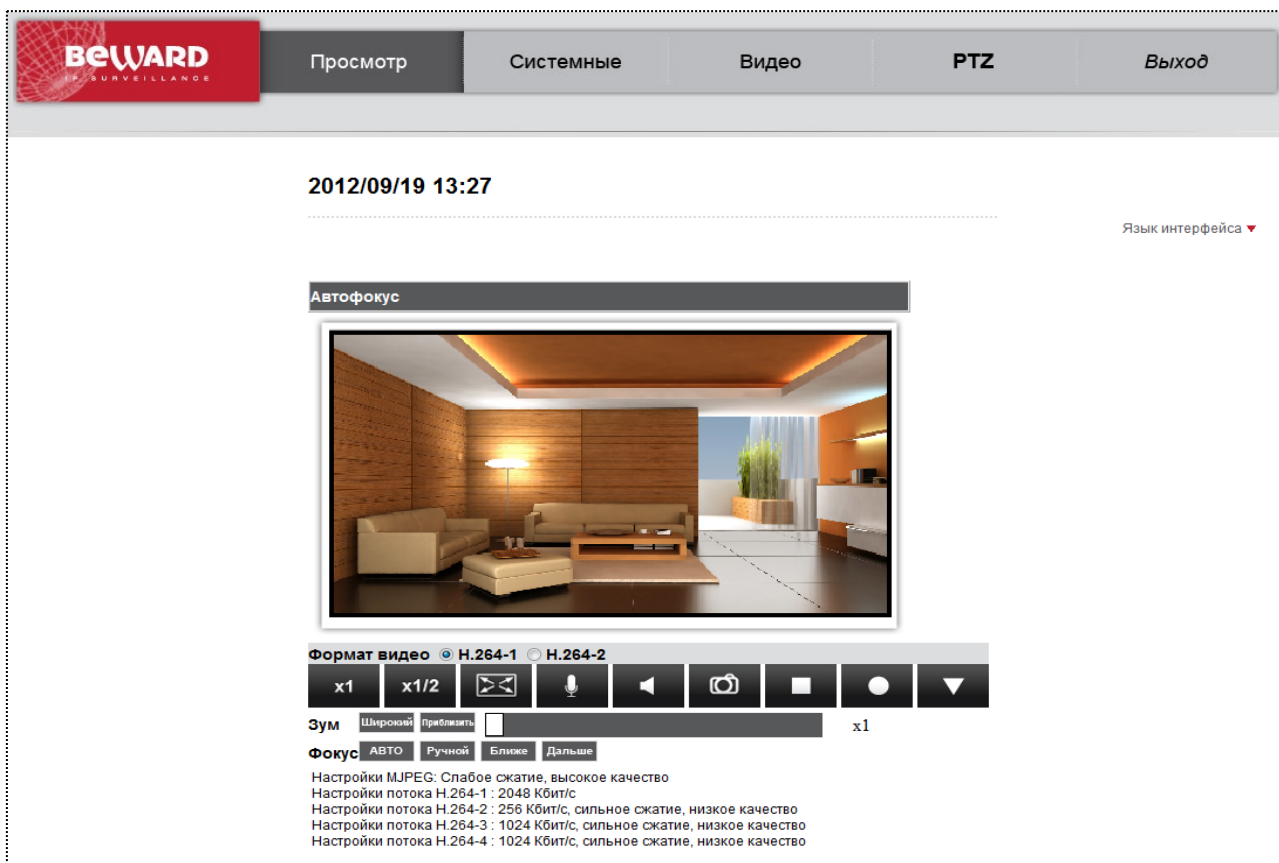 BEWARD
IP SURVEILLANCE
Просмотр
Системные
Видео
PTZ
Выход
2012/09/19 13:27
Язык интерфейса
Автофокус
Формат видео H.264-1 H.264-2
x1 x1/2
Зум Широкий Приблизить x1
Фокус АВТО Ручной Ближе Дальше
Настройки MJPEG: Слабое сжатие, высокое качество
Настройки потока H.264-1 : 2048 Кбит/с
Настройки потока H.264-2 : 256 Кбит/с, сильное сжатие, низкое качество
Настройки потока H.264-3 : 1024 Кбит/с, сильное сжатие, низкое качество
Настройки потока H.264-4 : 1024 Кбит/с, сильное сжатие, низкое качество